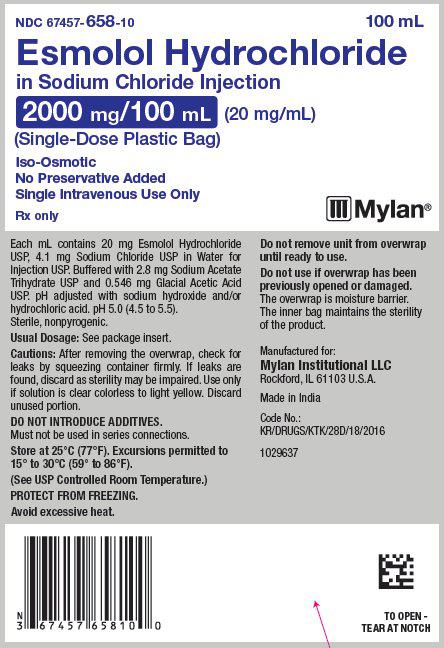 NDC 67457-658-10
100 mL
Esmolol Hydrochloride
in Sodium Chloride Injection
2000 mg/100 mL (20 mg/mL)
(Single-Dose Plastic Bag)
Iso-Osmotic
No Preservative Added
Single Intravenous Use Only
Rx only
Mylan®
Each mL contains 20 mg Esmolol Hydrochloride
USP, 4.1 mg Sodium Chloride USP in Water for
Injection USP. Buffered with 2.8 mg Sodium Acetate
Trihydrate USP and 0.546 mg Glacial Acetic Acid
USP. pH adjusted with sodium hydroxide and/or
hydrochloric acid. pH 5.0 (4.5 to 5.5).
Sterile, nonpyrogenic.
Usual Dosage: See package insert.
Cautions: After removing the overwrap, check for
leaks by squeezing container firmly. If leaks are
found, discard as sterility may be impaired. Use only
if solution is clear colorless to light yellow. Discard
unused portion.
DO NOT INTRODUCE ADDITIVES.
Must not be used in series connections.
Store at 25°C (77°F). Excursions permitted to
15° to 30°C (59° to 86°F).
(See USP Controlled Room Temperature.)
PROTECT FROM FREEZING.
Avoid excessive heat.
Do not remove unit from overwrap
until ready to use.
Do not use if overwrap has been
previously opened or damaged.
The overwrap is moisture barrier.
The inner bag maintains the sterility
of the product.
Manufactured for:
Mylan Institutional LLC
Rockford, IL 61103 U.S.A.
Made in India
Code No.:
KR/DRUGS/KTK/28D/18/2016
1029637
N
3 67457 65810 0
TO OPEN -
TEAR AT NOTCH